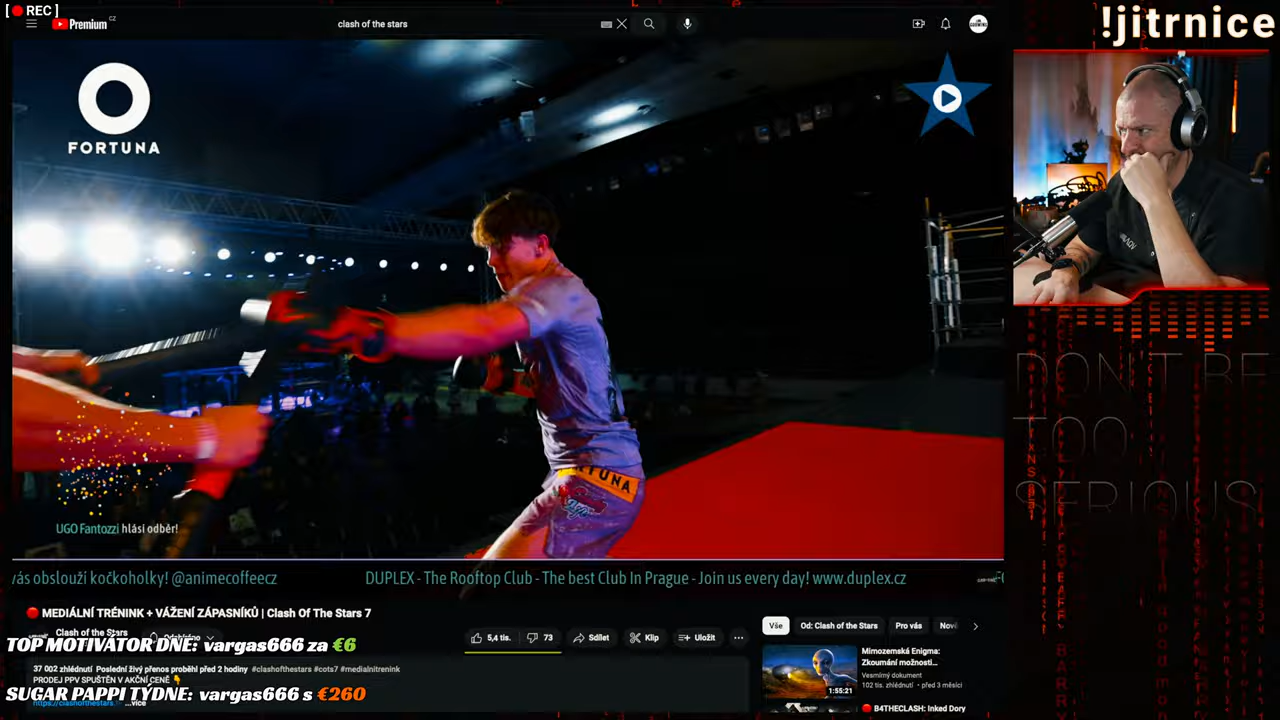 [ REC ]
Premium CZ
clash of the stars
!jitrnice
FORTUNA
UGO Fantozzi hlásí odběr!
vás obslouží kočkoholky! @animecoffeecz
DUPLEX - The Rooftop Club - The best Club In Prague - Join us every day! www.duplex.cz
🔴 MEDIÁLNÍ TRÉNINK + VÁŽENÍ ZÁPASNÍKŮ | Clash Of The Stars 7
Clash of the Stars
5,4 tis.
73
Sdílet
Klip
Uložit
TOP MOTIVÁTOR DNE: vargas666 za €6
37 002 zhlédnutí Poslední živý přenos proběhl před 2 hodiny #clashofthestars #cots7 #medialnitrenink
PRODEJ PPV SPUŠTĚN V AKČNÍ CENĚ 👇
SUGAR PAPPI TÝDNE: vargas666 s €260
...více
Vše
Od: Clash of the Stars
Pro vás
Mimozemská Enigma:
Zkoumání možnosti...
Vesmírný dokument
102 tis. zhlédnutí • před 3 měsíci
1:55:21
🔴 B4THECLASH: Inked Dory
DON'T BE
TOO
SERIOUS